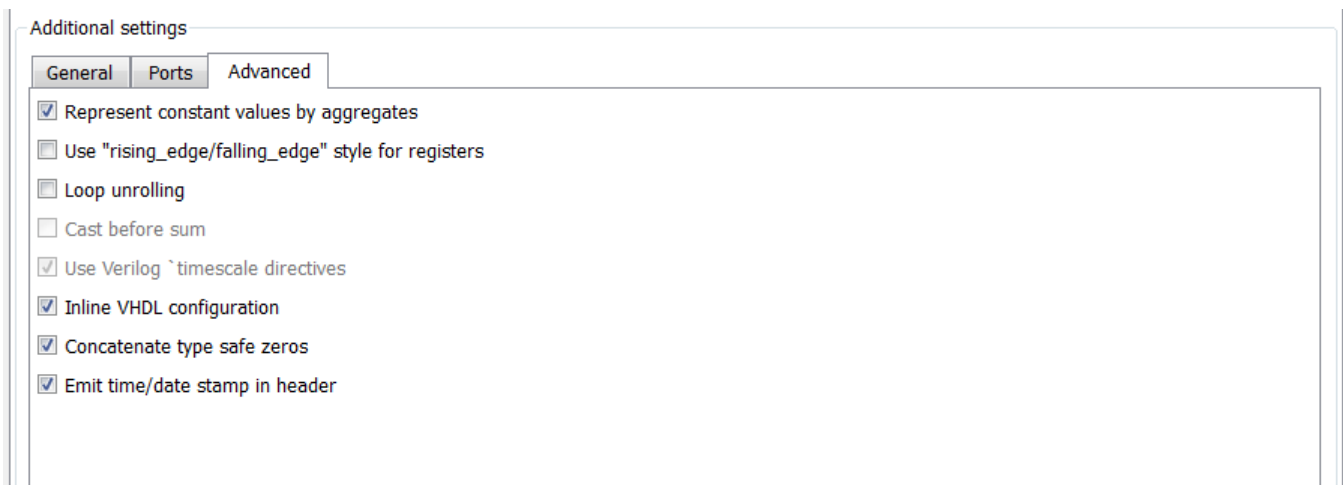 Additional settings
General Ports Advanced
Represent constant values by aggregates
Use "rising_edge/falling_edge" style for registers
Loop unrolling
Cast before sum
Use Verilog `timescale directives
Inline VHDL configuration
Concatenate type safe zeros
Emit time/date stamp in header